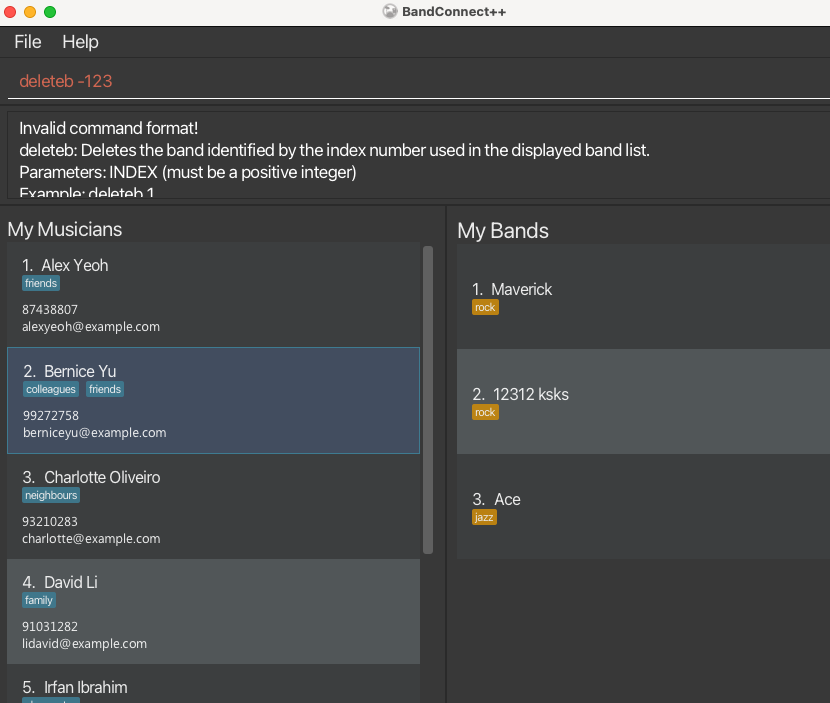 BandConnect++
File Help
deleteb -123
Invalid command format!
deleteb: Deletes the band identified by the index number used in the displayed band list.
Parameters: INDEX (must be a positive integer)
Example: deleteb 1
My Musicians
1. Alex Yeoh
friends
87438807
alexyeoh@example.com
2. Bernice Yu
colleagues friends
99272758
berniceyu@example.com
3. Charlotte Oliveiro
neighbours
93210283
charlotte@example.com
4. David Li
family
91031282
lidavid@example.com
5. Irfan Ibrahim
My Bands
1. Maverick
rock
2. 12312 ksks
rock
3. Ace
jazz